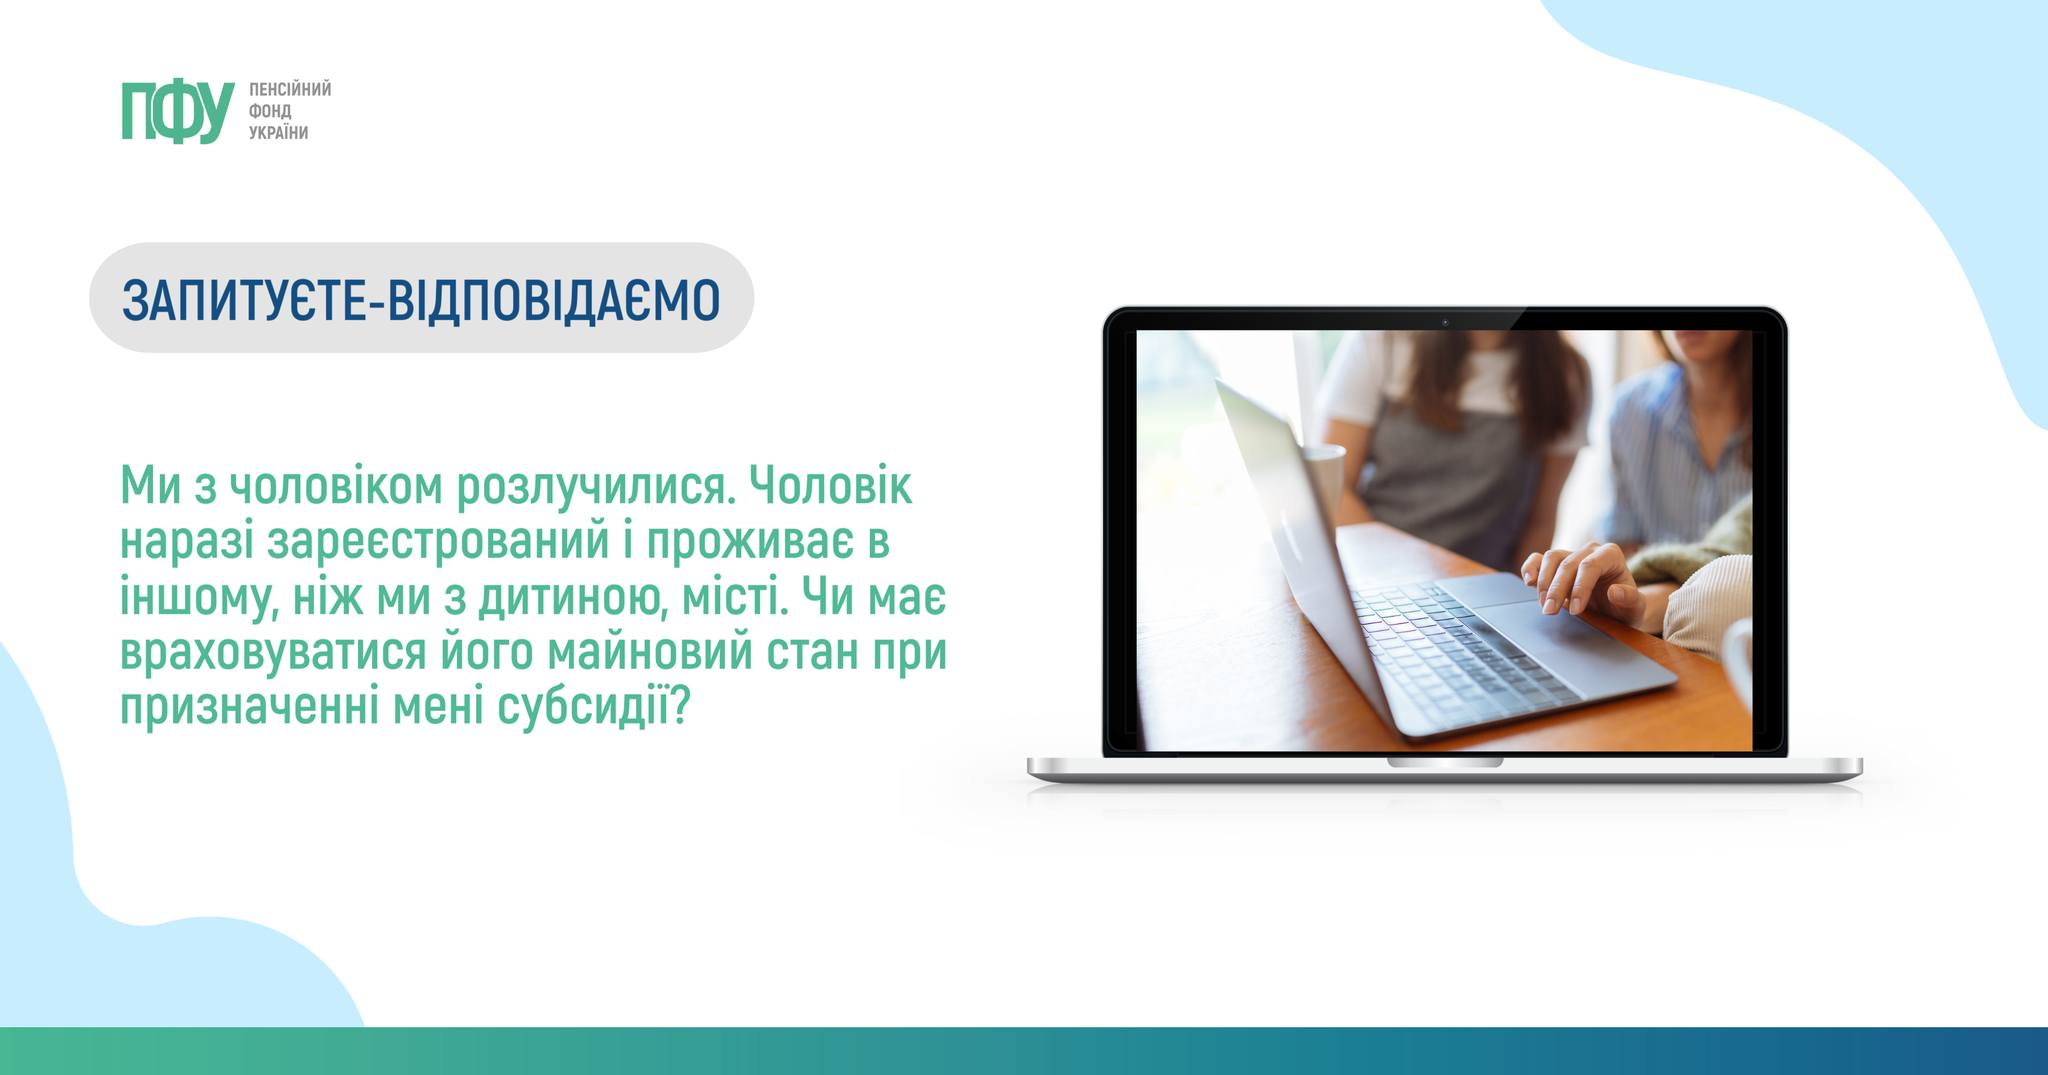 ПФУ
ПЕНСІЙНИЙ
ФОНД
УКРАЇНИ
ЗАПИТУЄТЕ-ВІДПОВІДАЄМО
Ми з чоловіком розлучилися. Чоловік
наразі зареєстрований і проживає в
іншому, ніж ми з дитиною, місті. Чи має
враховуватися його майновий стан при
призначенні мені субсидії?